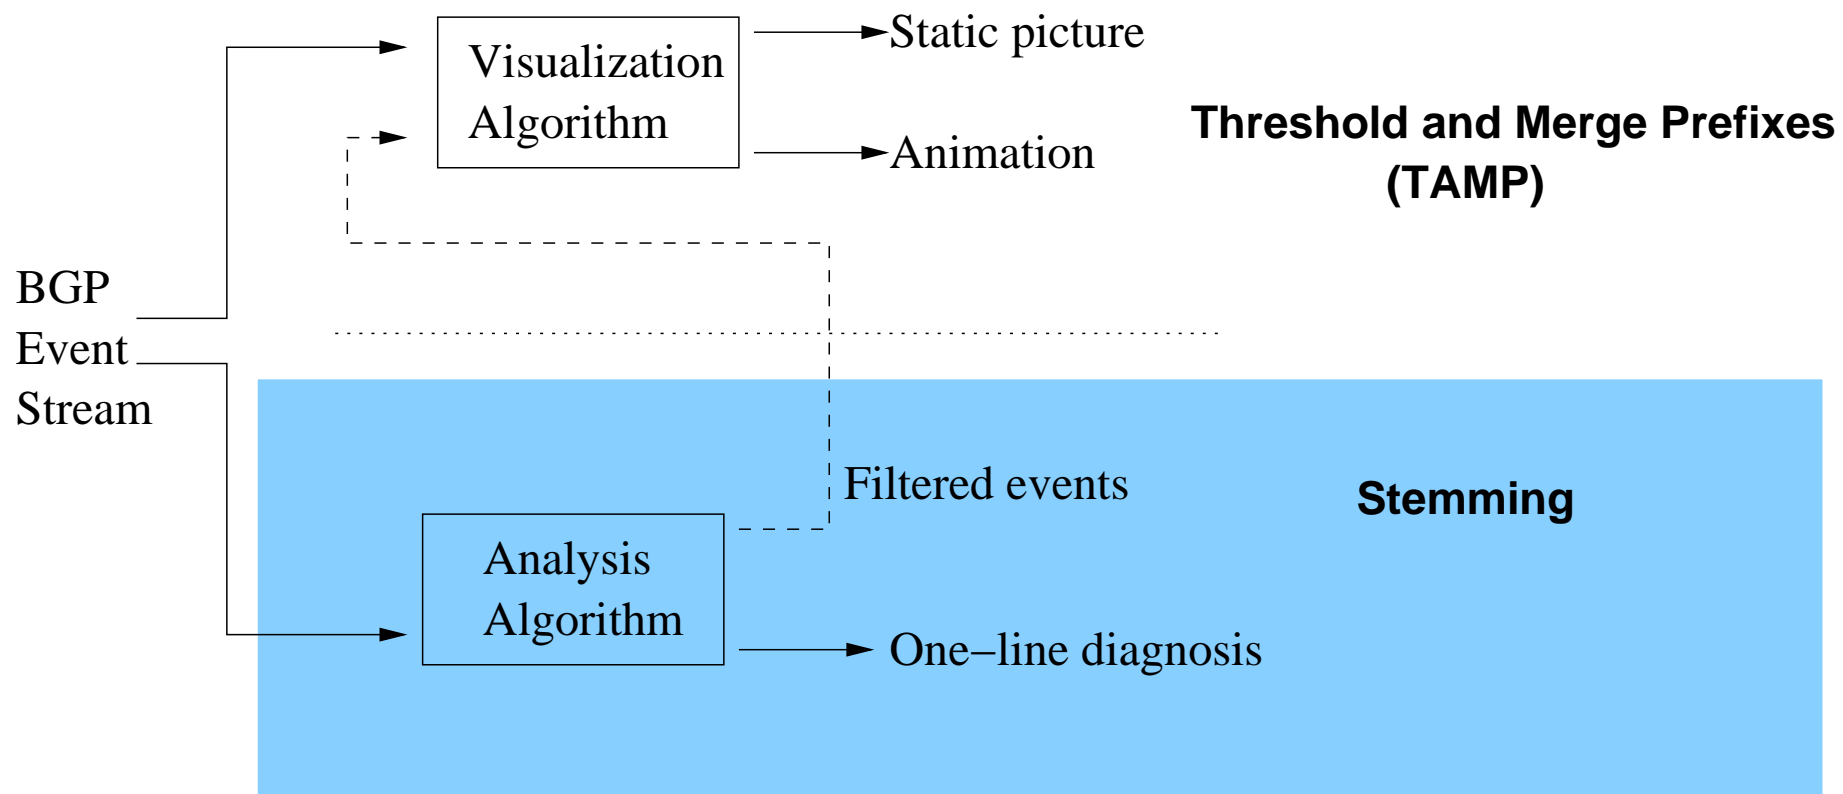 Visualization
Algorithm
Static picture
Animation
Threshold and Merge Prefixes
(TAMP)
BGP
Event
Stream
Filtered events
Stemming
Analysis
Algorithm
One−line diagnosis